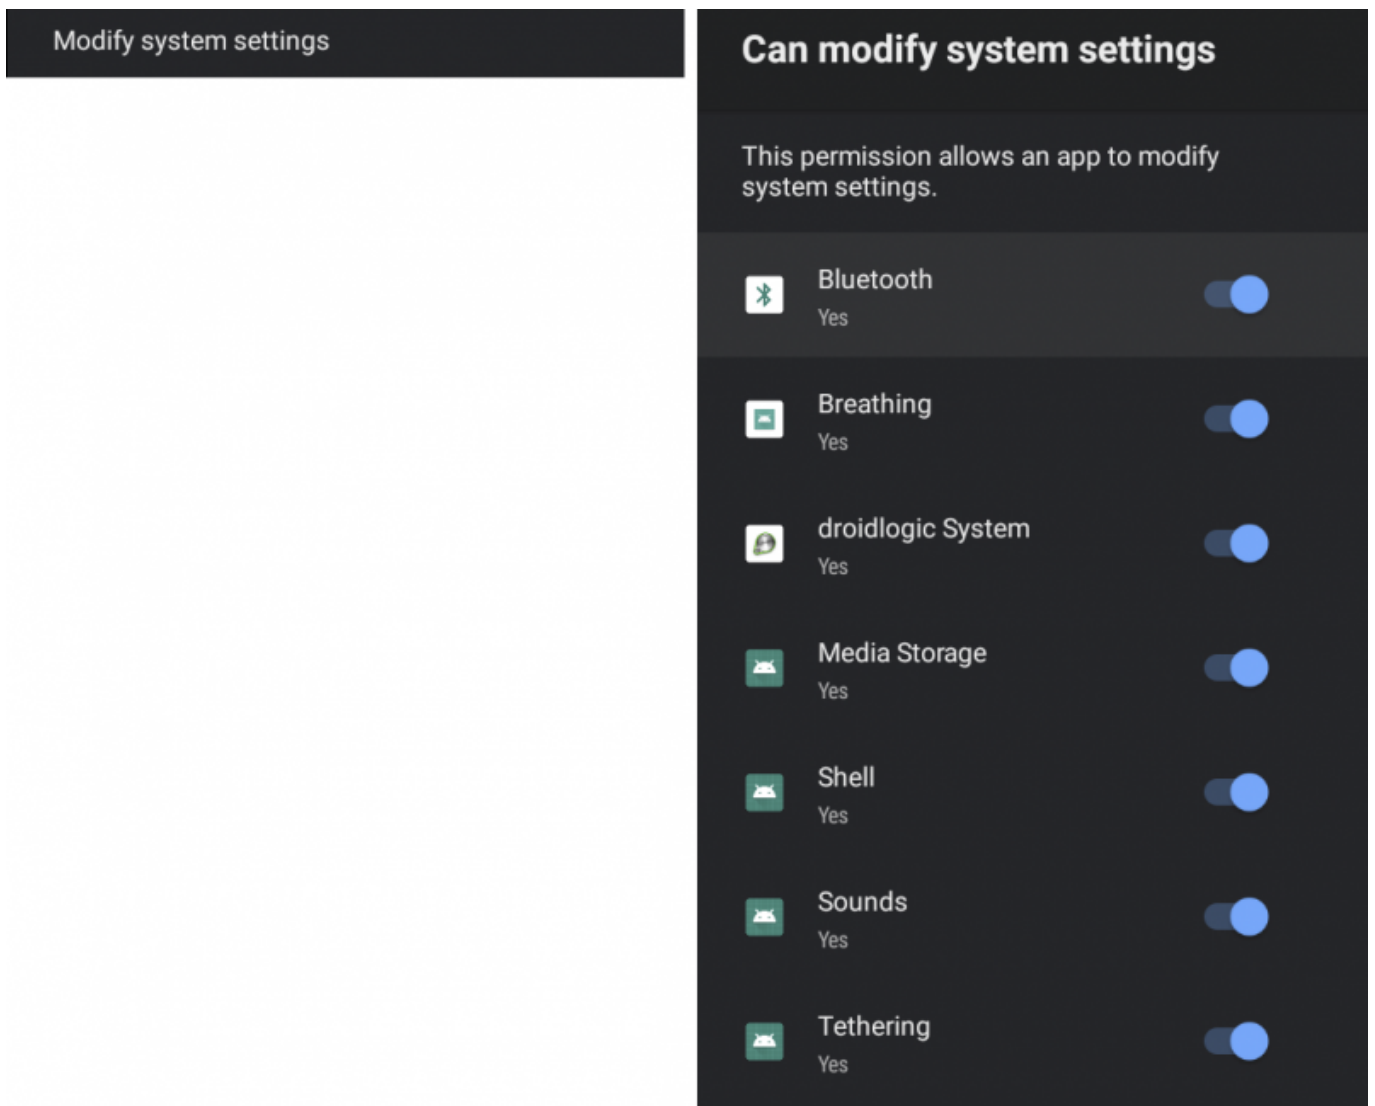 Modify system settings
Can modify system settings
This permission allows an app to modify
system settings.
Bluetooth
Yes
Breathing
Yes
droidlogic System
Yes
Media Storage
Yes
Shell
Yes
Sounds
Yes
Tethering
Yes